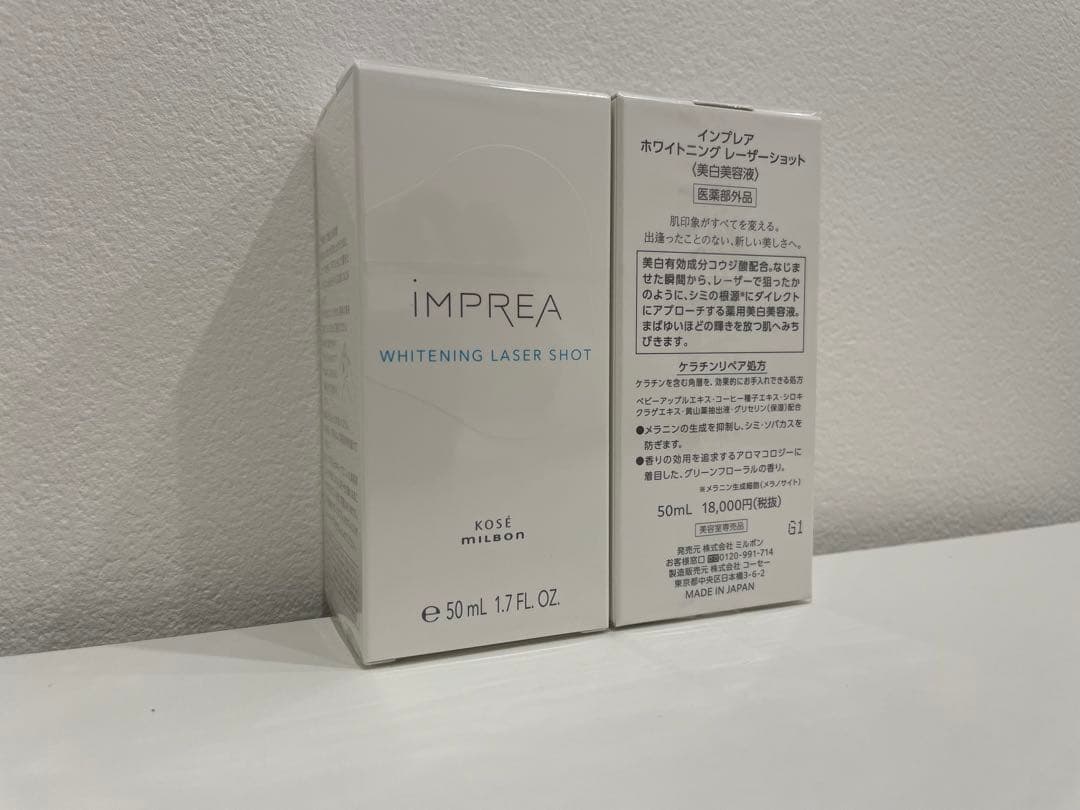 iMPREA
WHITENING LASER SHOT
KOSÉ
milbon
e 50 mL 1.7 FL. OZ.
インプレア
ホワイトニング レーザーショット
〈美白美容液〉
医薬部外品
肌印象がすべてを変える。
出逢ったことのない、新しい美しさへ。
美白有効成分コウジ酸配合。なじま
せた瞬間から、レーザーで狙ったか
のように、シミの根源※にダイレクト
にアプローチする薬用美白美容液。
まばゆいほどの輝きを放つ肌へみち
びきます。
ケラチンリペア処方
ケラチンを含む角層を、効果的にお手入れできる処方
ベビーアップルエキス・コーヒー種子エキス・シロキ
クラゲエキス・黄山薬抽出液・グリセリン(保湿)配合
●メラニンの生成を抑制し、シミ・ソバカスを
防ぎます。
●香りの効用を追求するアロマコロジーに
着目した、グリーンフローラルの香り。
※メラニン生成細胞(メラノサイト)
50mL 18,000円(税抜)
美容室専売品
G1
発売元 株式会社 ミルボン
お客様窓口 0120-991-714
製造販売元 株式会社 コーセー
東京都中央区日本橋3-6-2
MADE IN JAPAN